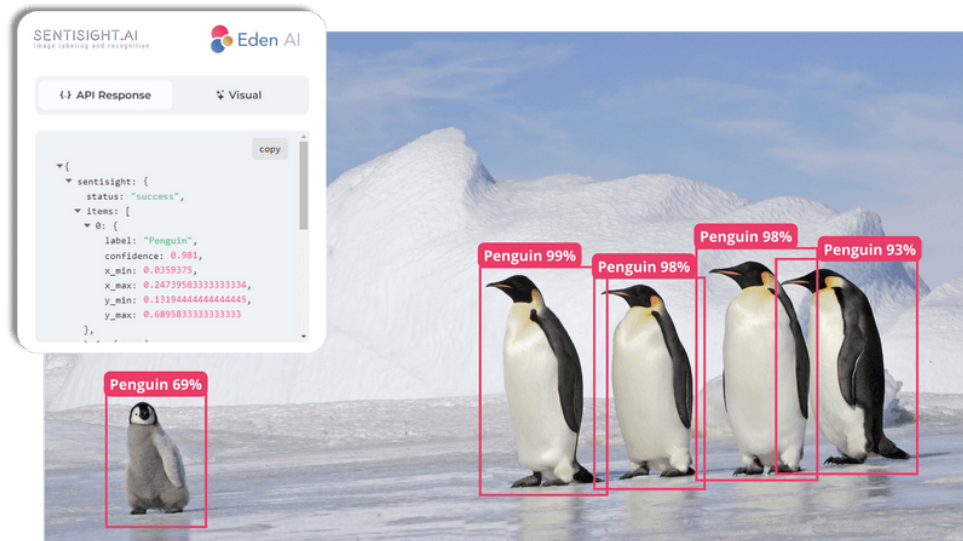 SENTISIGHT.AI
image labeling and recognition
Eden AI
{·} API Response
Visual
copy
{
sentisight: {
status: "success",
items: [
0: {
label: "Penguin",
confidence: 0.981,
x_min: 0.0359375,
x_max: 0.24739583333333334,
y_min: 0.13194444444444445,
y_max: 0.6895833333333333
},
Penguin 99%
Penguin 98%
Penguin 98%
Penguin 93%
Penguin 69%